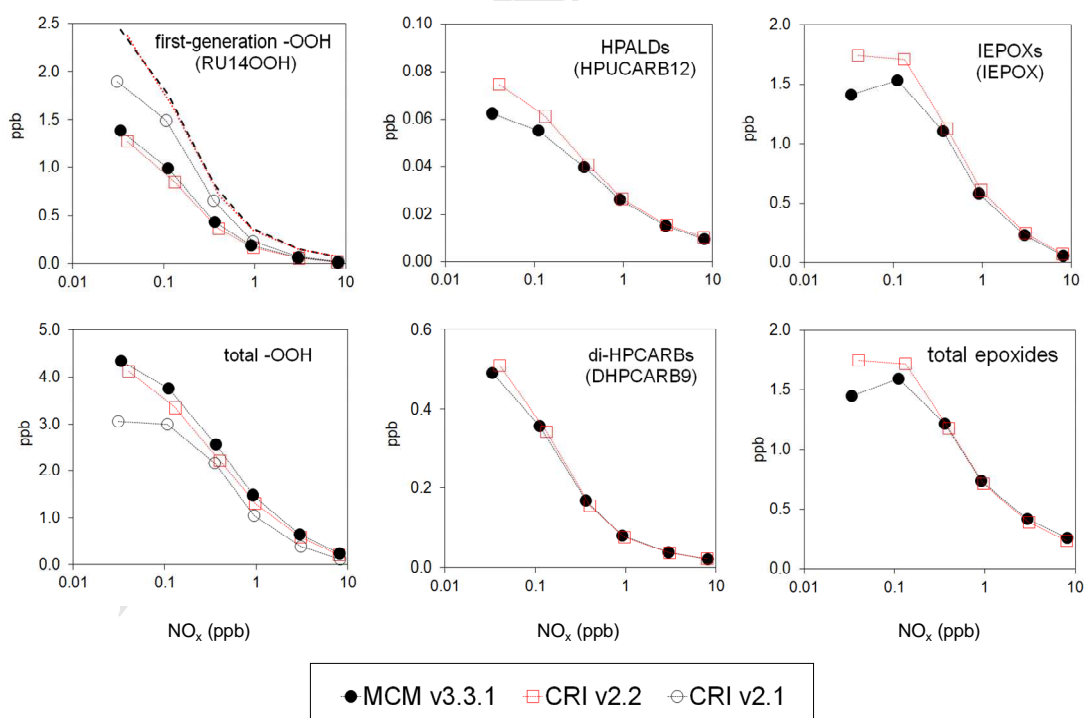 first-generation -OOH
(RU14OOH)
ppb
2.5
2.0
1.5
1.0
0.5
0.0
0.01
0.1
1
10
HPALDs
(HPUCARB12)
ppb
0.10
0.08
0.06
0.04
0.02
0.00
0.01
0.1
1
10
IEPOXs
(IEPOX)
ppb
2.0
1.5
1.0
0.5
0.0
0.01
0.1
1
10
total -OOH
ppb
5.0
4.0
3.0
2.0
1.0
0.0
0.01
0.1
1
10
NOx (ppb)
di-HPCARBs
(DHPCARB9)
ppb
0.6
0.4
0.2
0.0
0.01
0.1
1
10
NOx (ppb)
total epoxides
ppb
2.0
1.5
1.0
0.5
0.0
0.01
0.1
1
10
NOx (ppb)
MCM v3.3.1 CRI v2.2 CRI v2.1